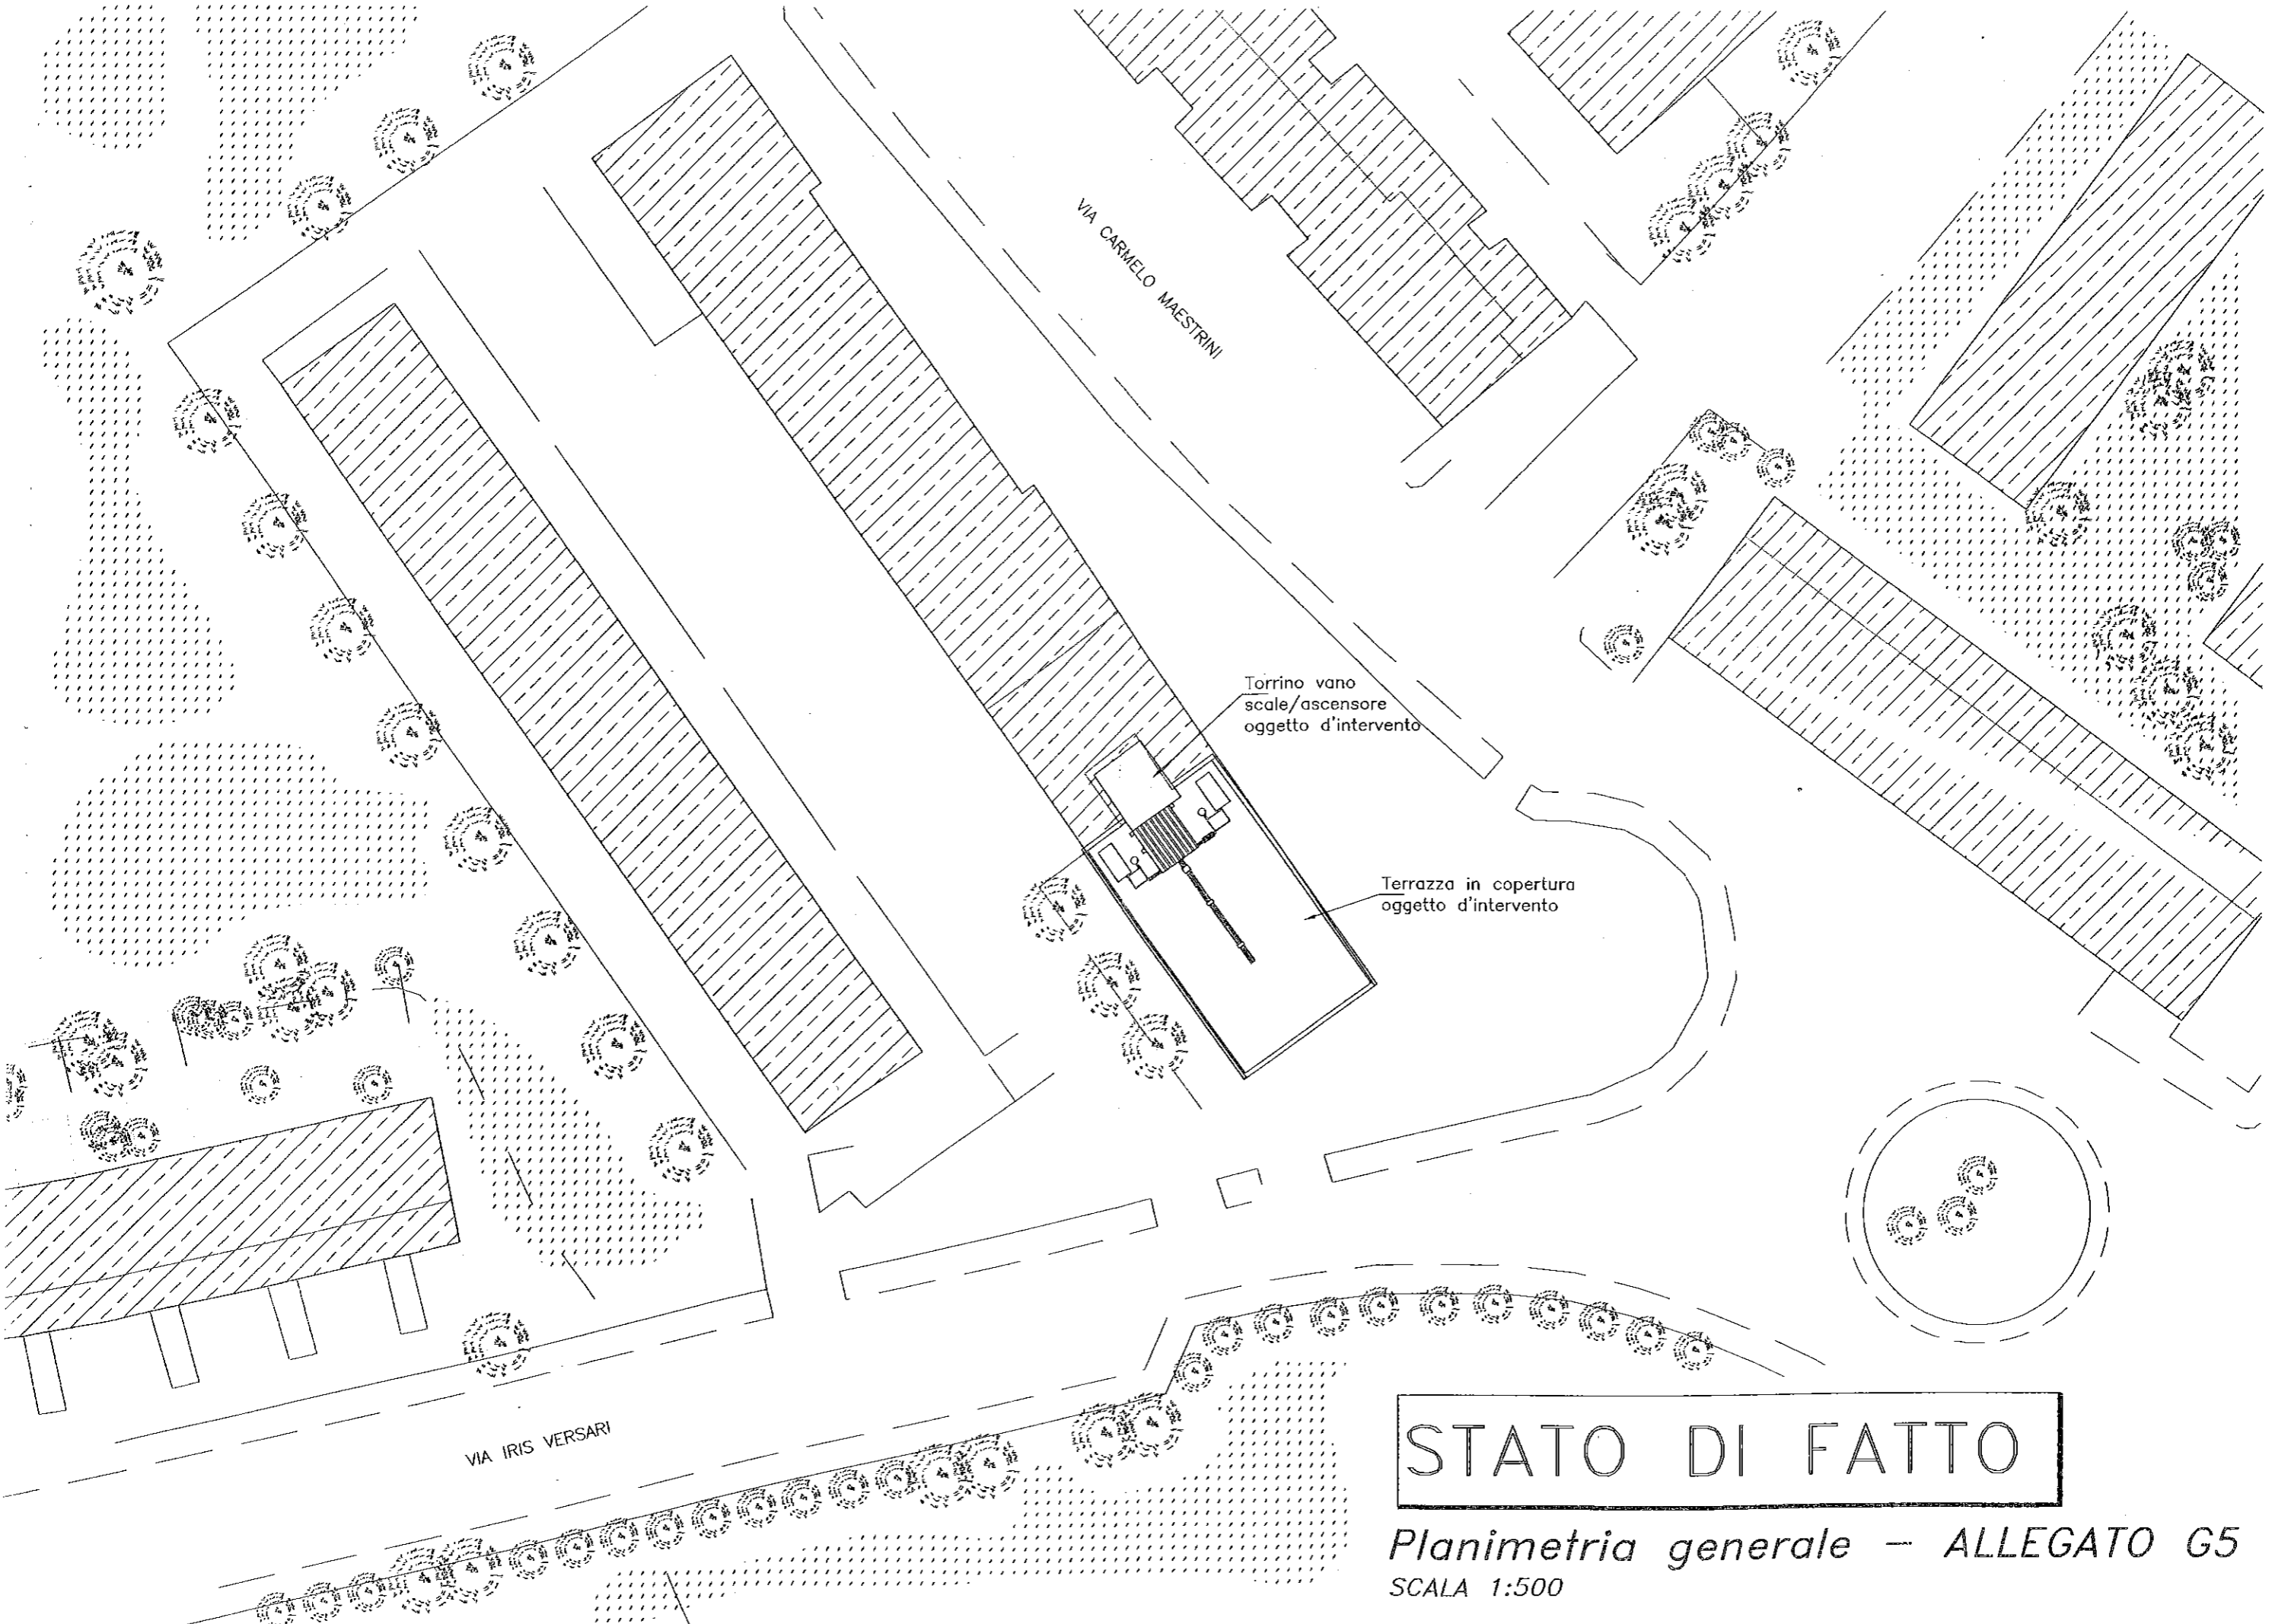 VIA CARMELO MAESTRINI
Torrino vano
scale/ascensore
oggetto d'intervento
Terrazza in copertura
oggetto d'intervento
VIA IRIS VERSARI
STATO DI FATTO
Planimetria generale – ALLEGATO G5
SCALA 1:500